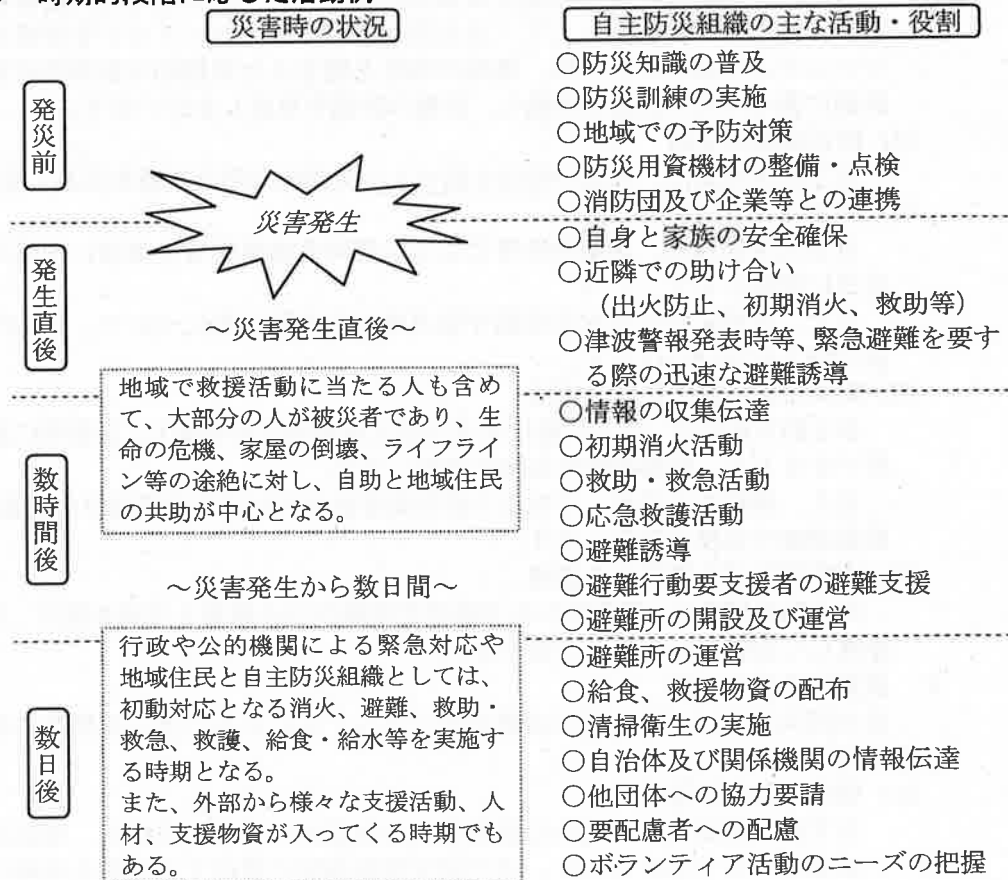 災害時の状況
自主防災組織の主な活動・役割
発災前
○防災知識の普及
○防災訓練の実施
○地域での予防対策
○防災用資機材の整備・点検
○消防団及び企業等との連携
災害発生
発生直後
~災害発生直後~
○自身と家族の安全確保
○近隣での助け合い
(出火防止、初期消火、救助等)
○津波警報発表時等、緊急避難を要す
る際の迅速な避難誘導
地域で救援活動に当たる人も含め
て、大部分の人が被災者であり、生
命の危機、家屋の倒壊、ライフライ
ン等の途絶に対し、自助と地域住民
の共助が中心となる。
数時間後
○情報の収集伝達
○初期消火活動
○救助・救急活動
○応急救護活動
○避難誘導
○避難行動要支援者の避難支援
○避難所の開設及び運営
~災害発生から数日間~
行政や公的機関による緊急対応や
地域住民と自主防災組織としては、
初動対応となる消火、避難、救助・
救急、救護、給食・給水等を実施す
る時期となる。
また、外部から様々な支援活動、人
材、支援物資が入ってくる時期でも
ある。
数日後
○避難所の運営
○給食、救援物資の配布
○清掃衛生の実施
○自治体及び関係機関の情報伝達
○他団体への協力要請
○要配慮者への配慮
○ボランティア活動のニーズの把握